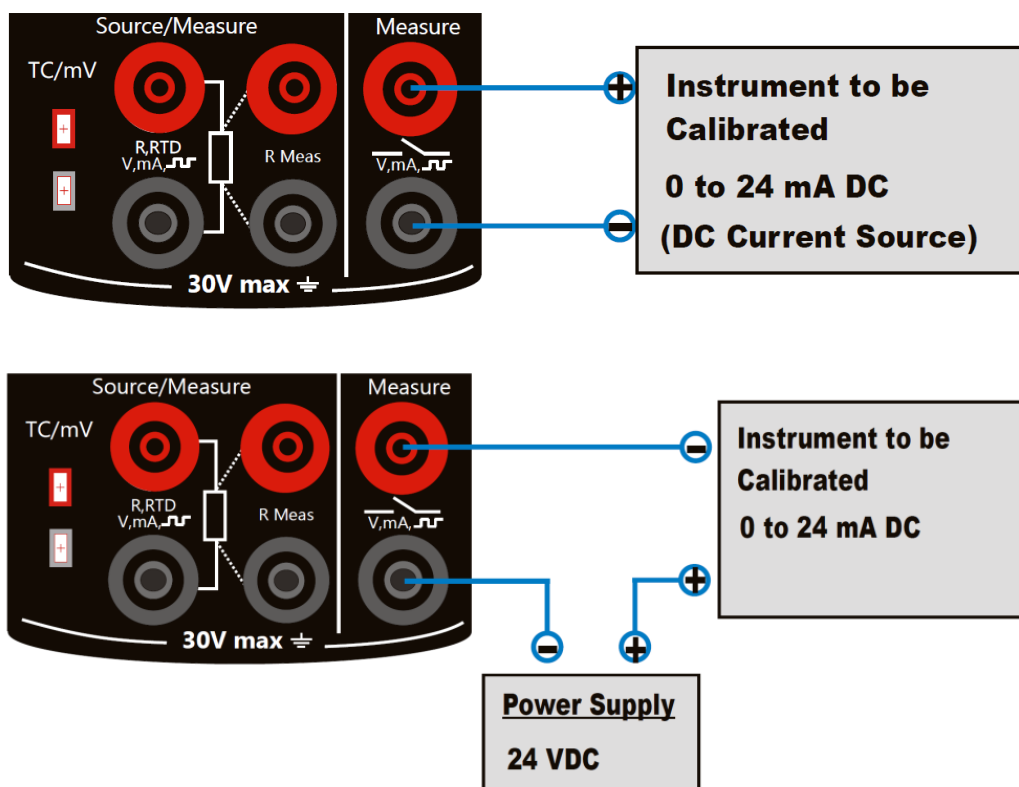 Source/Measure
Measure
TC/mV
+
+
R,RTD
V,mA,
R Meas
V,mA,
30V max
+
−
Instrument to be
Calibrated
0 to 24 mA DC
(DC Current Source)
Source/Measure
Measure
TC/mV
+
+
R,RTD
V,mA,
R Meas
V,mA,
30V max
−
+
Instrument to be
Calibrated
0 to 24 mA DC
−
+
Power Supply
24 VDC